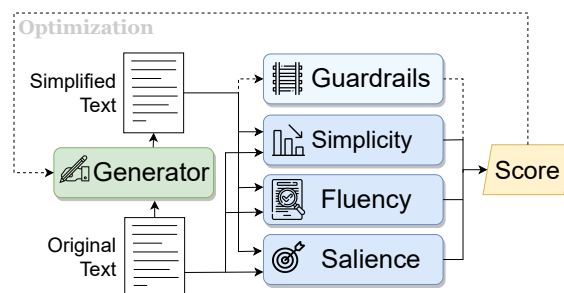 Optimization
Simplified
Text
Guardrails
Simplicity
Generator
Score
Fluency
Original
Text
Salience